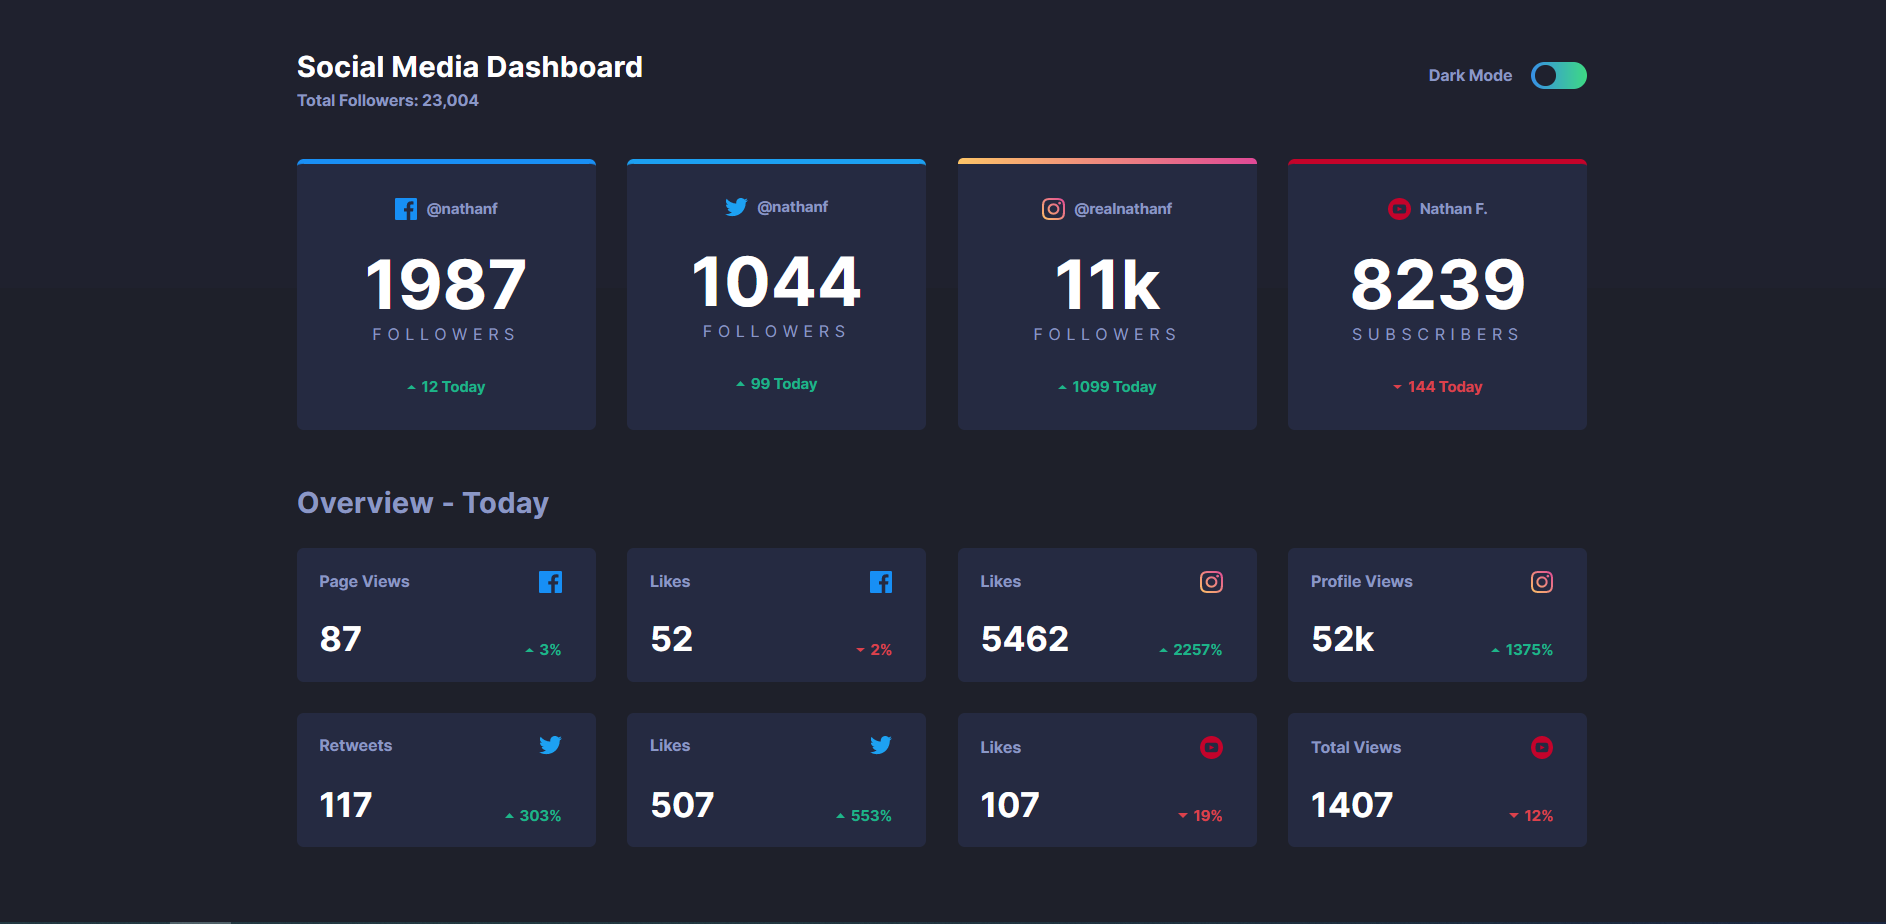 Social Media Dashboard
Total Followers: 23,004
Dark Mode
@nathanf
1987
FOLLOWERS
12 Today
@nathanf
1044
FOLLOWERS
99 Today
@realnathanf
11k
FOLLOWERS
1099 Today
Nathan F.
8239
SUBSCRIBERS
144 Today
Overview - Today
Page Views
87
3%
Likes
52
2%
Likes
5462
2257%
Profile Views
52k
1375%
Retweets
117
303%
Likes
507
553%
Likes
107
19%
Total Views
1407
12%